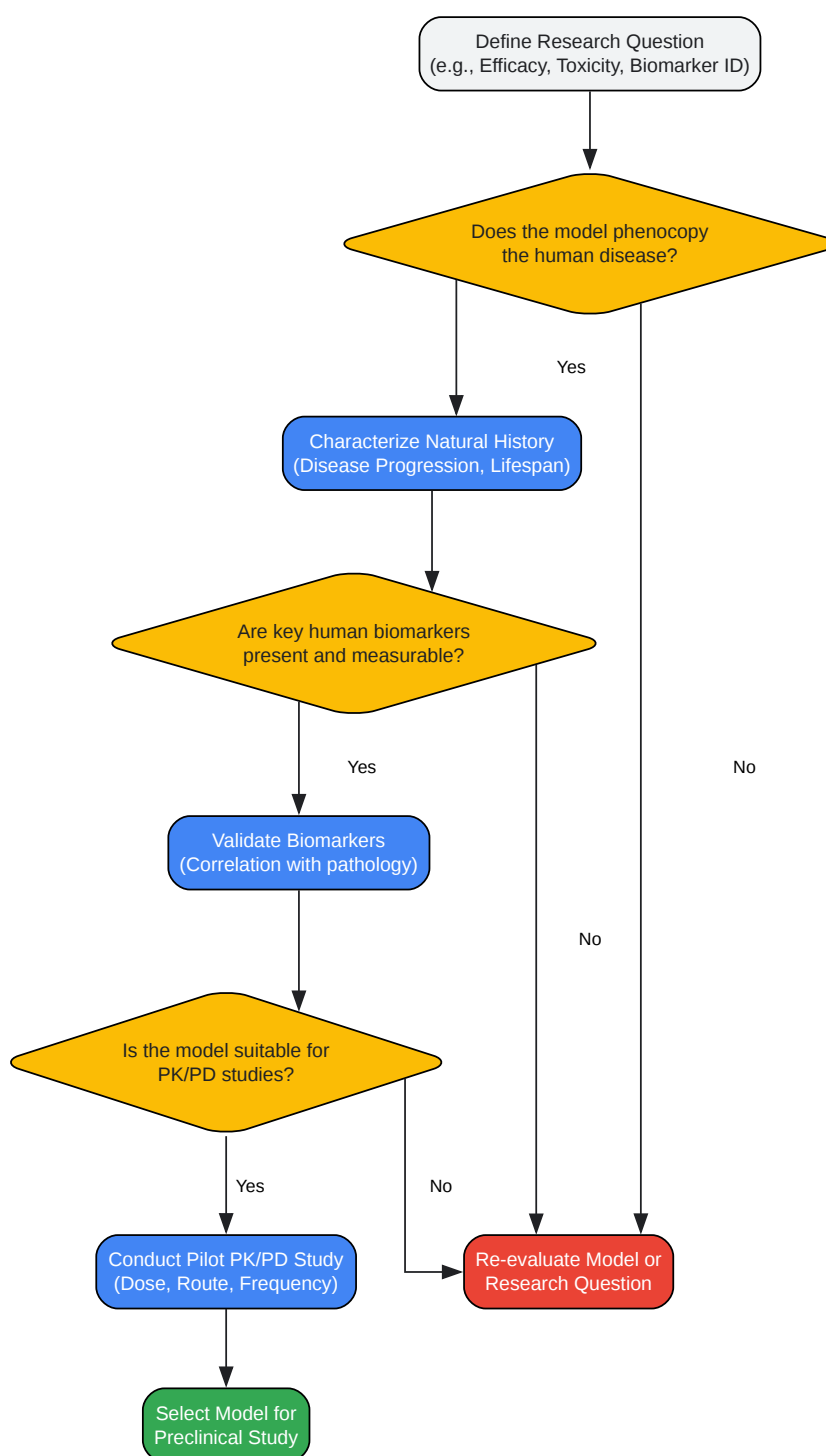 Define Research Question
(e.g., Efficacy, Toxicity, Biomarker ID)
Does the model phenocopy
the human disease?
Yes
Characterize Natural History
(Disease Progression, Lifespan)
Are key human biomarkers
present and measurable?
Yes
No
Validate Biomarkers
(Correlation with pathology)
No
Is the model suitable for
PK/PD studies?
Yes
No
Conduct Pilot PK/PD Study
(Dose, Route, Frequency)
Re-evaluate Model or
Research Question
Select Model for
Preclinical Study